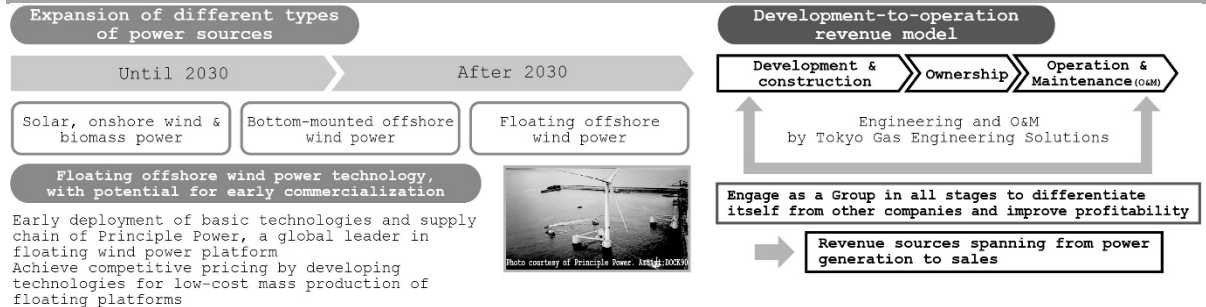 Expansion of different types
of power sources
Until 2030
After 2030
Solar, onshore wind &
biomass power
Bottom-mounted offshore
wind power
Floating offshore
wind power
Floating offshore wind power technology,
with potential for early commercialization
Early deployment of basic technologies and supply
chain of Principle Power, a global leader in
floating wind power platform
Achieve competitive pricing by developing
technologies for low-cost mass production of
floating platforms
Photo courtesy of Principle Power.
Development-to-operation
revenue model
Development &
construction
Ownership
Operation &
Maintenance(O&M)
Engineering and O&M
by Tokyo Gas Engineering Solutions
Engage as a Group in all stages to differentiate
itself from other companies and improve profitability
Revenue sources spanning from power
generation to sales